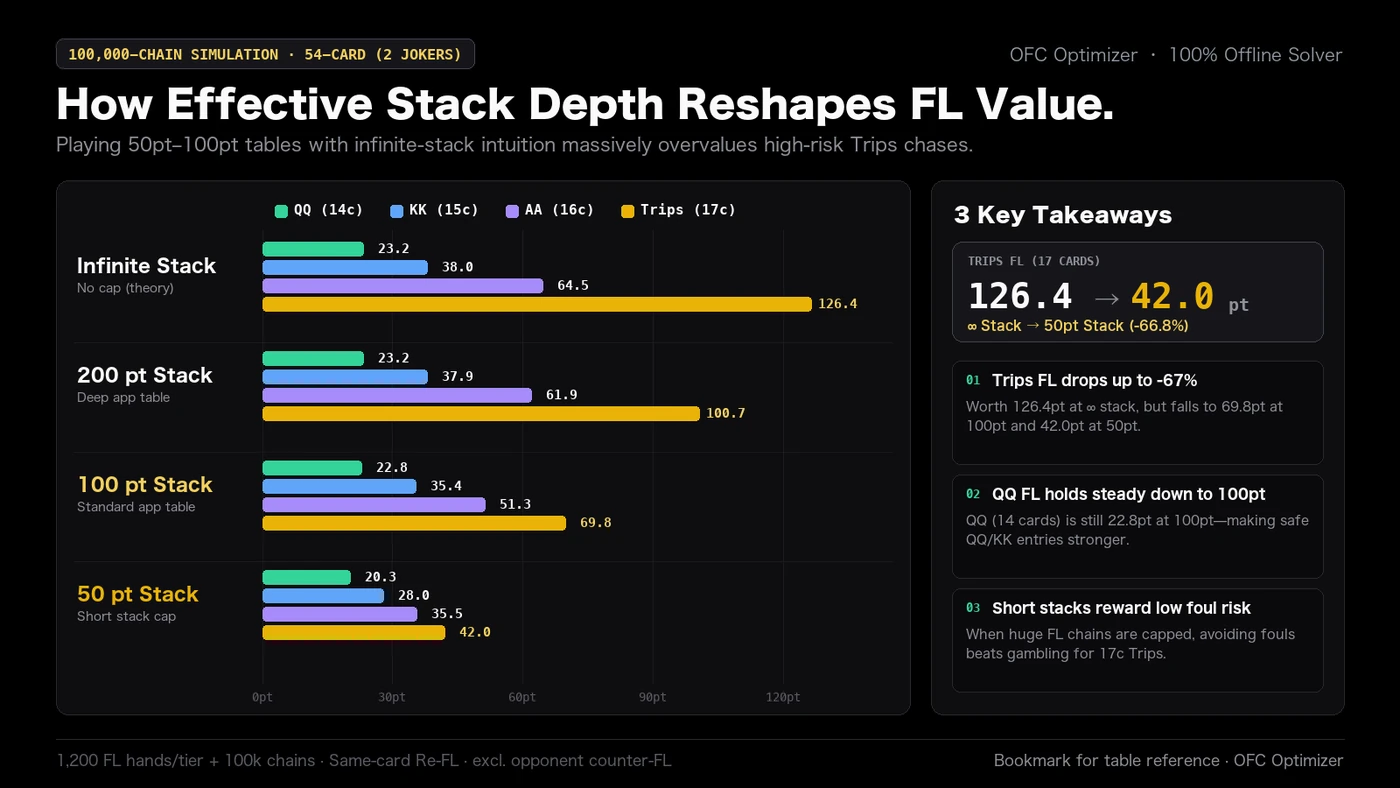 100,000–CHAIN SIMULATION · 54–CARD (2 JOKERS)
OFC Optimizer · 100% Offline Solver
How Effective Stack Depth Reshapes FL Value.
Playing 50pt–100pt tables with infinite-stack intuition massively overvalues high-risk Trips chases.
QQ (14c) KK (15c) AA (16c) Trips (17c)
Infinite Stack
No cap (theory)
23.2
38.0
64.5
126.4
200 pt Stack
Deep app table
23.2
37.9
61.9
100.7
100 pt Stack
Standard app table
22.8
35.4
51.3
69.8
50 pt Stack
Short stack cap
20.3
28.0
35.5
42.0
0pt 30pt 60pt 90pt 120pt
3 Key Takeaways
TRIPS FL (17 CARDS)
126.4 → 42.0 pt
∞ Stack → 50pt Stack (-66.8%)
01 Trips FL drops up to -67%
Worth 126.4pt at ∞ stack, but falls to 69.8pt at
100pt and 42.0pt at 50pt.
02 QQ FL holds steady down to 100pt
QQ (14 cards) is still 22.8pt at 100pt—making safe
QQ/KK entries stronger.
03 Short stacks reward low foul risk
When huge FL chains are capped, avoiding fouls
beats gambling for 17c Trips.
1,200 FL hands/tier + 100k chains · Same-card Re-FL · excl. opponent counter-FL
Bookmark for table reference · OFC Optimizer